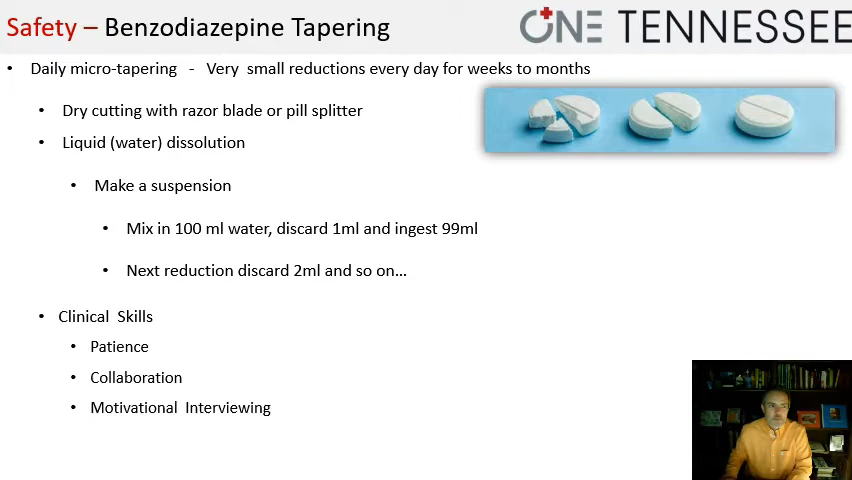 Safety – Benzodiazepine Tapering
ONE TENNESSEE
• Daily micro-tapering - Very small reductions every day for weeks to months
• Dry cutting with razor blade or pill splitter
• Liquid (water) dissolution
• Make a suspension
• Mix in 100 ml water, discard 1ml and ingest 99ml
• Next reduction discard 2ml and so on...
• Clinical Skills
• Patience
• Collaboration
• Motivational Interviewing